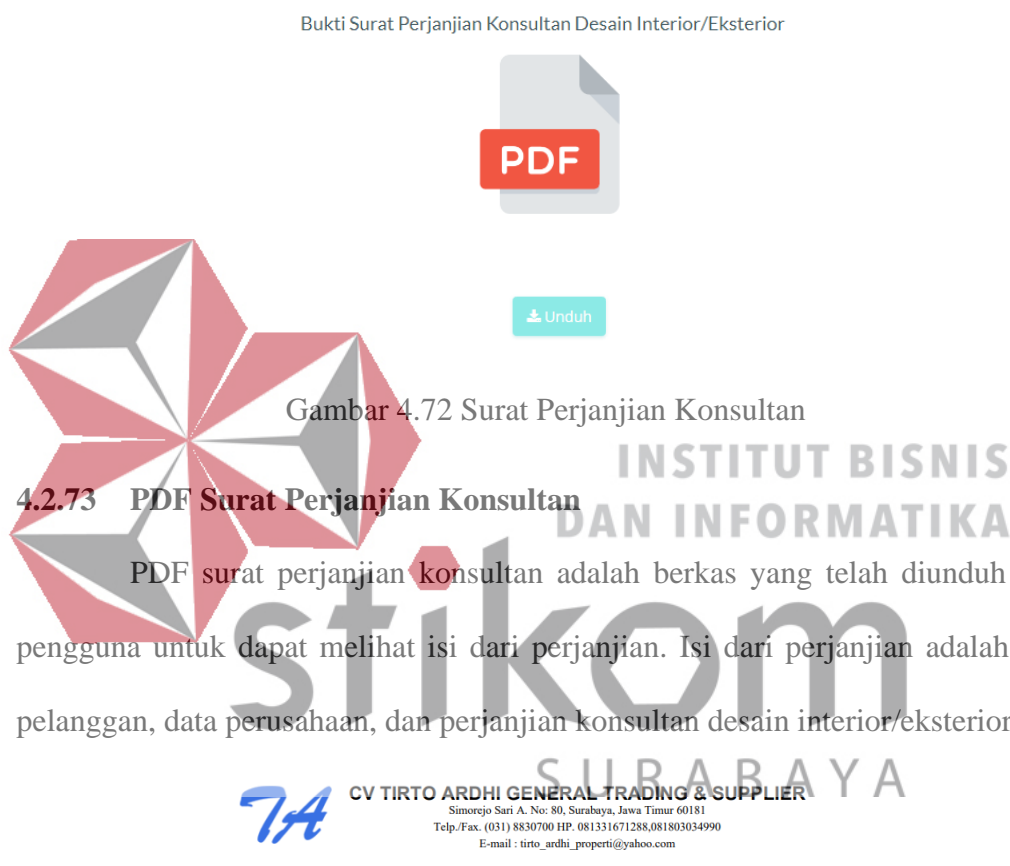 Bukti Surat Perjanjian Konsultan Desain Interior/Eksterior
PDF
Unduh
Gambar 4.72 Surat Perjanjian Konsultan
INSTITUT BISNIS
DAN INFORMATIKA
stikom
SURABAYA
4.2.73 PDF Surat Perjanjian Konsultan
PDF surat perjanjian konsultan adalah berkas yang telah diunduh
pengguna untuk dapat melihat isi dari perjanjian. Isi dari perjanjian adalah
pelanggan, data perusahaan, dan perjanjian konsultan desain interior/eksterior
TA
CV TIRTO ARDHI GENERAL TRADING & SUPPLIER
Simorejo Sari A. No: 80, Surabaya, Jawa Timur 60181
Telp./Fax. (031) 8830700 HP. 081331671288,081803034990
E-mail : tirto_ardhi_properti@yahoo.com